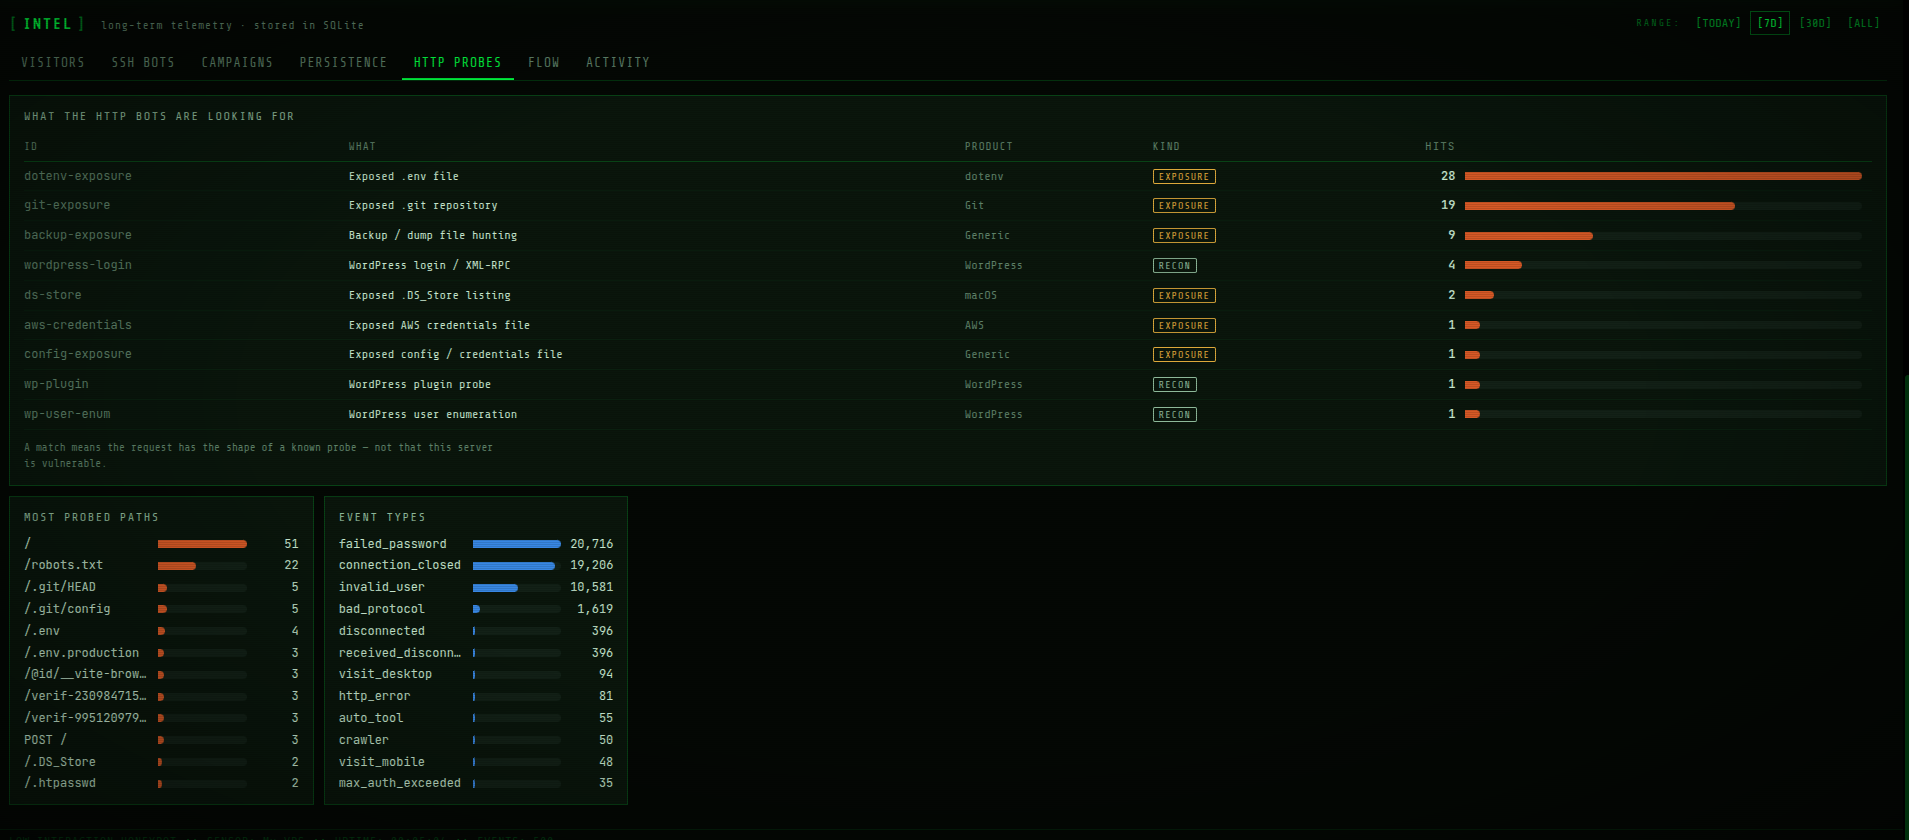 [ INTEL ] long-term telemetry · stored in SQLite
RANGE: [TODAY] [7D] [30D] [ALL]
VISITORS SSH BOTS CAMPAIGNS PERSISTENCE HTTP PROBES FLOW ACTIVITY
WHAT THE HTTP BOTS ARE LOOKING FOR
ID WHAT PRODUCT KIND HITS
dotenv-exposure Exposed .env file dotenv EXPOSURE 28
git-exposure Exposed .git repository Git EXPOSURE 19
backup-exposure Backup / dump file hunting Generic EXPOSURE 9
wordpress-login WordPress login / XML-RPC WordPress RECON 4
ds-store Exposed .DS_Store listing macOS EXPOSURE 2
aws-credentials Exposed AWS credentials file AWS EXPOSURE 1
config-exposure Exposed config / credentials file Generic EXPOSURE 1
wp-plugin WordPress plugin probe WordPress RECON 1
wp-user-enum WordPress user enumeration WordPress RECON 1
A match means the request has the shape of a known probe — not that this server
is vulnerable.
MOST PROBED PATHS
/ 51
/robots.txt 22
/.git/HEAD 5
/.git/config 5
/.env 4
/.env.production 3
/@id/__vite-brow… 3
/verif-230984715… 3
/verif-995120979… 3
POST / 3
/.DS_Store 2
/.htpasswd 2
EVENT TYPES
failed_password 20,716
connection_closed 19,206
invalid_user 10,581
bad_protocol 1,619
disconnected 396
received_disconn… 396
visit_desktop 94
http_error 81
auto_tool 55
crawler 50
visit_mobile 48
max_auth_exceeded 35